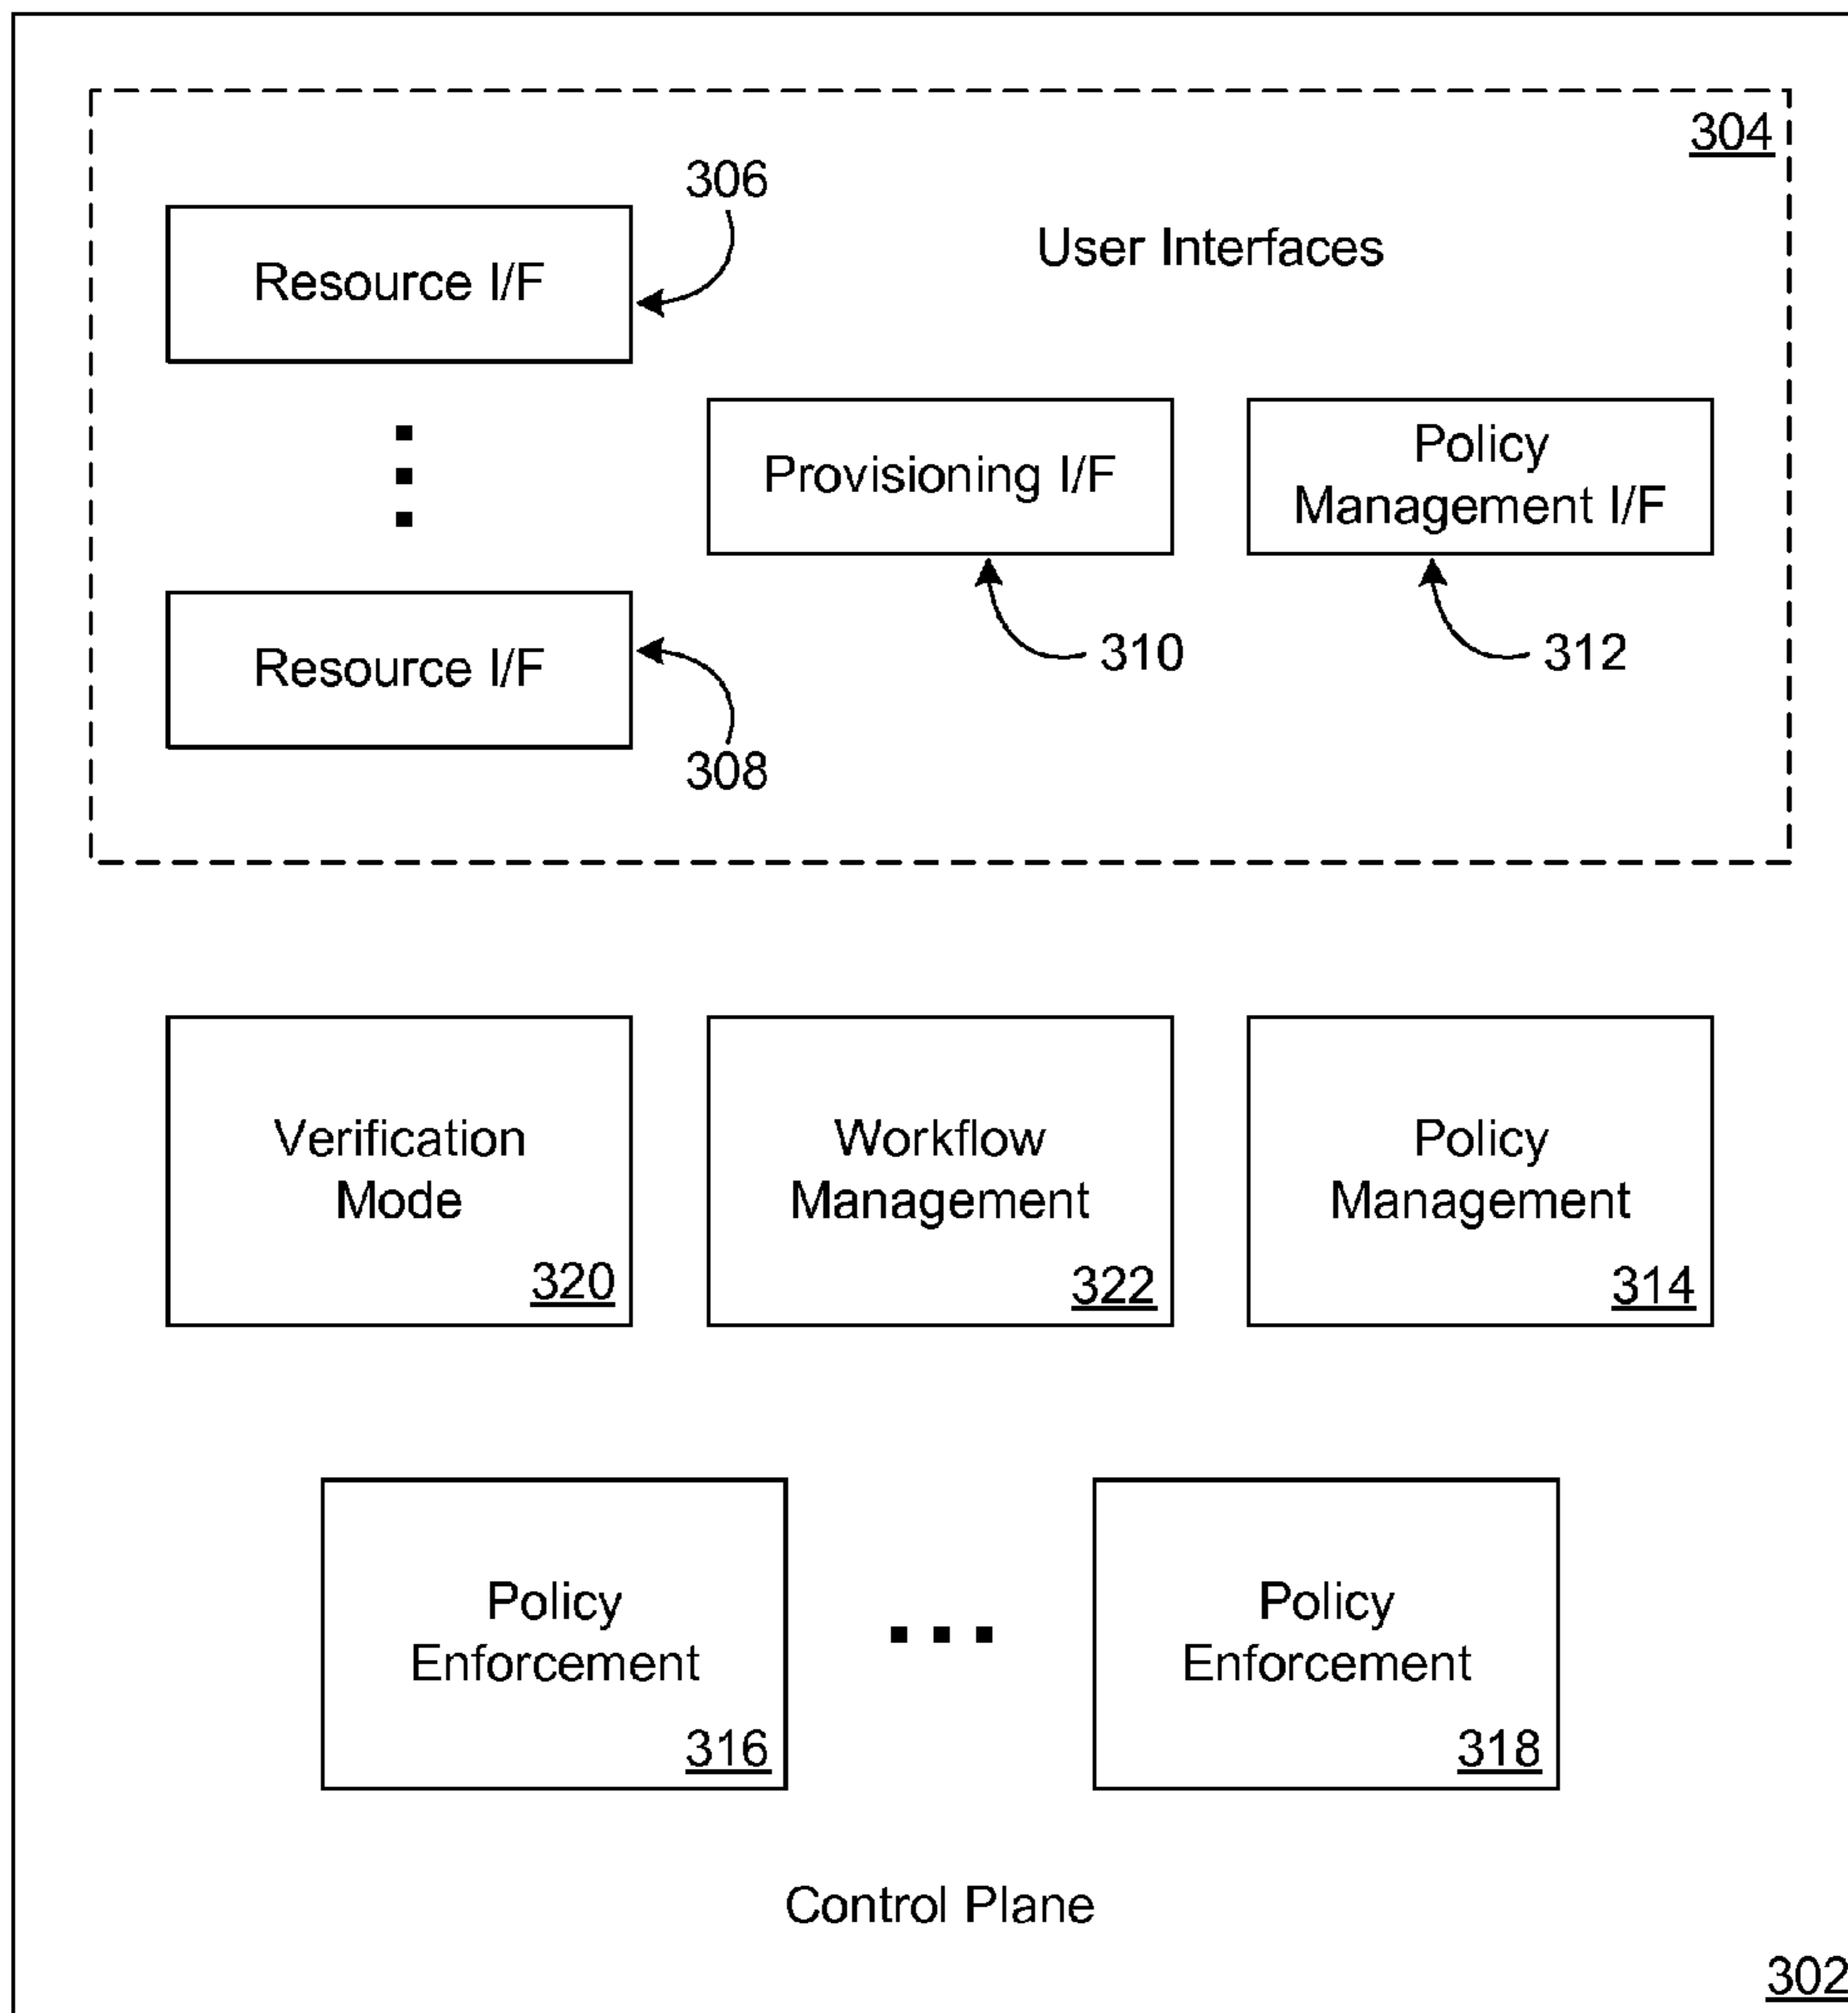 304
306
User Interfaces
Resource I/F
Provisioning I/F
Policy
Management I/F
Resource I/F
310
312
308
Verification
Mode
320
Workflow
Management
322
Policy
Management
314
Policy
Enforcement
316
Policy
Enforcement
318
Control Plane
302